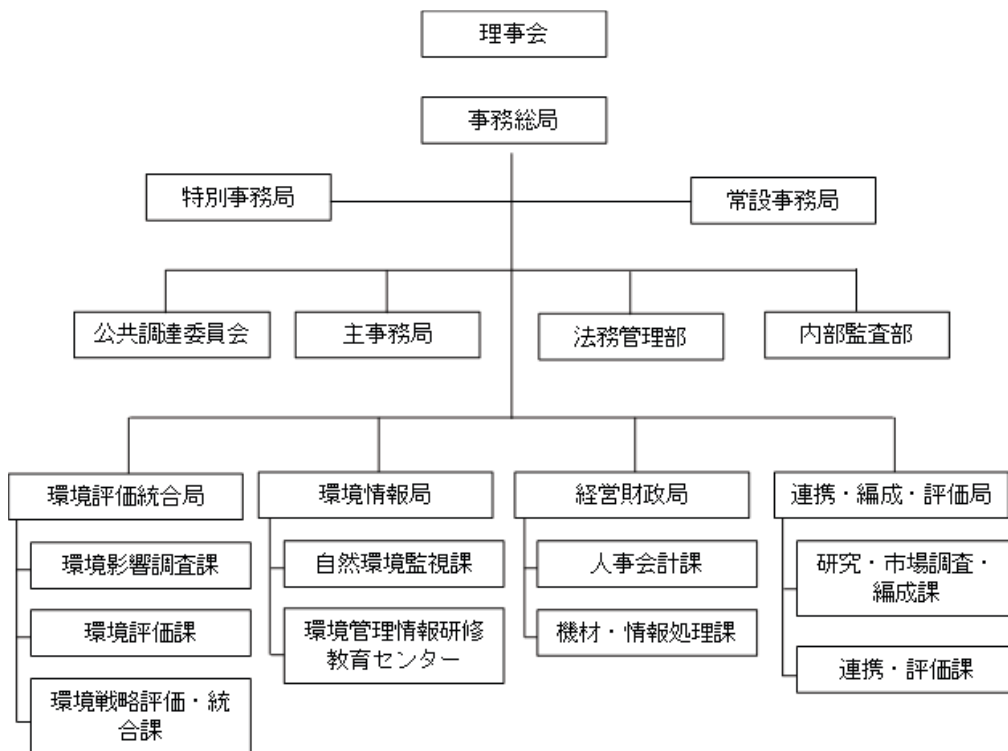 理事会
事務総局
特別事務局
常設事務局
公共調達委員会
主事務局
法務管理部
内部監査部
環境評価統合局
環境情報局
経営財政局
連携・編成・評価局
環境影響調査課
自然環境監視課
人事会計課
研究・市場調査・
編成課
環境評価課
環境管理情報研修
教育センター
機材・情報処理課
連携・評価課
環境戦略評価・統
合課